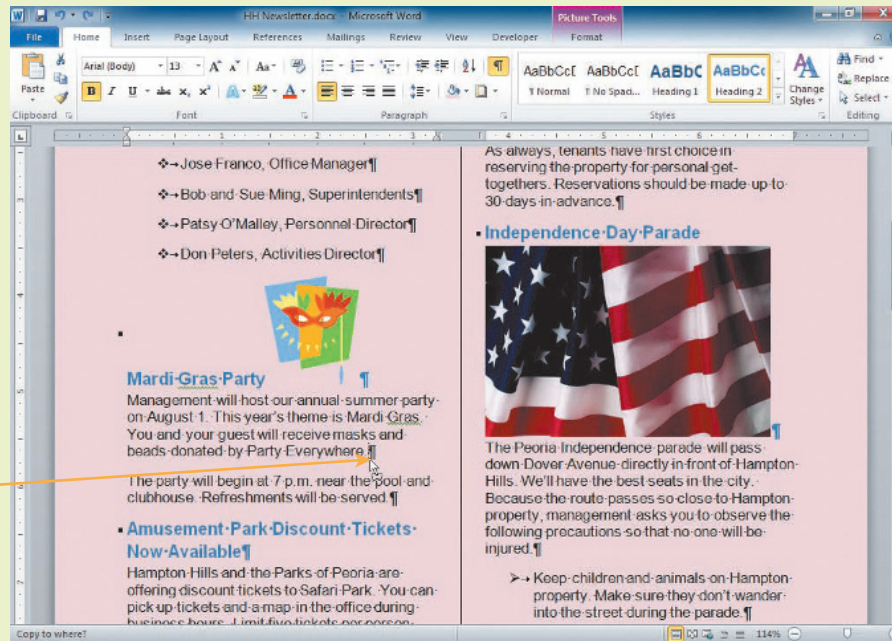 HH Newsletter.docx - Microsoft Word
Picture Tools
File Home Insert Page Layout References Mailings Review View Developer Format
Paste
Arial (Body) 13
AaBbCcI AaBbCcI AaBbC AaBbCc
¶ Normal ¶ No Spaci... Heading 1 Heading 2
Change Styles
Find
Replace
Select
Clipboard Font Paragraph Styles Editing
Jose Franco, Office Manager¶
Bob and Sue Ming, Superintendents¶
Patsy O'Malley, Personnel Director¶
Don Peters, Activities Director¶
Mardi Gras Party ¶
Management will host our annual summer party
on August 1. This year's theme is Mardi Gras.
You and your guest will receive masks and
beads donated by Party Everywhere.¶
The party will begin at 7 p.m. near the pool and
clubhouse. Refreshments will be served.¶
Amusement Park Discount Tickets
Now Available¶
Hampton Hills and the Parks of Peoria are
offering discount tickets to Safari Park. You can
pick up tickets and a map in the office during
business hours. Limit five tickets per person
As always, tenants have first choice in
reserving the property for personal get-
togethers. Reservations should be made up to
30 days in advance.¶
Independence Day Parade
¶
The Peoria Independence parade will pass
down Dover Avenue directly in front of Hampton
Hills. We'll have the best seats in the city.
Because the route passes so close to Hampton
property, management asks you to observe the
following precautions so that no one will be
injured.¶
Keep children and animals on Hampton
property. Make sure they don't wander
into the street during the parade.¶
Copy to where?
114%